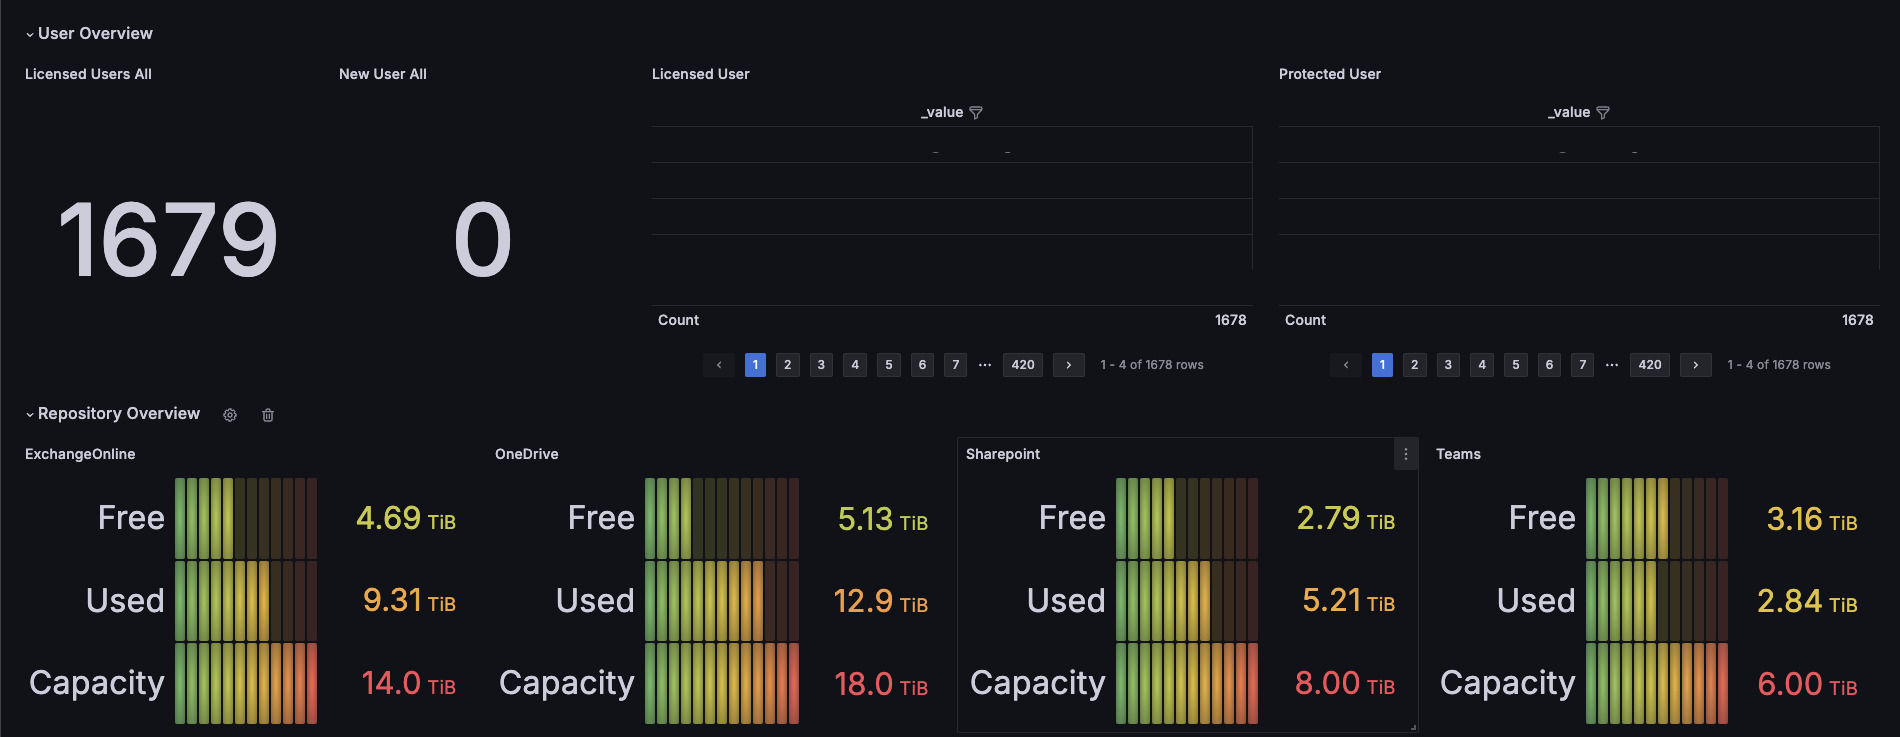 User Overview
Licensed Users All
New User All
Licensed User
Protected User
_value
_value
1679
0
Count 1678
Count 1678
1 2 3 4 5 6 7 ... 420
1 - 4 of 1678 rows
1 2 3 4 5 6 7 ... 420
1 - 4 of 1678 rows
Repository Overview
ExchangeOnline
Free 4.69 TiB
Used 9.31 TiB
Capacity 14.0 TiB
OneDrive
Free 5.13 TiB
Used 12.9 TiB
Capacity 18.0 TiB
Sharepoint
Free 2.79 TiB
Used 5.21 TiB
Capacity 8.00 TiB
Teams
Free 3.16 TiB
Used 2.84 TiB
Capacity 6.00 TiB